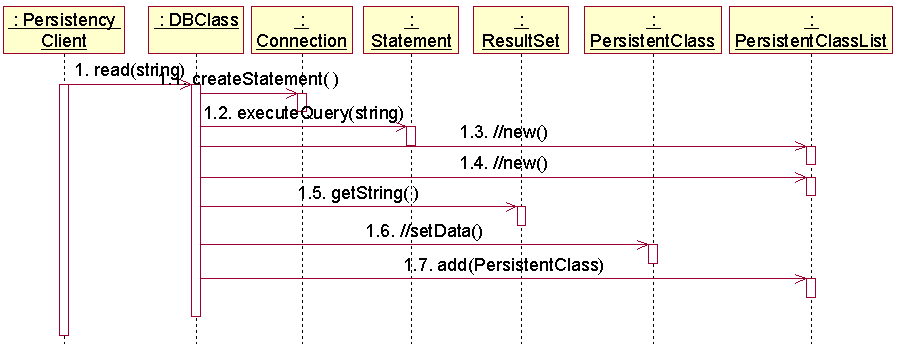 : Persistency
Client
: DBClass
:
Connection
:
Statement
:
ResultSet
:
PersistentClass
:
PersistentClassList
1. read(string)
1.1. createStatement( )
1.2. executeQuery(string)
1.3. //new()
1.4. //new()
1.5. getString( )
1.6. //setData()
1.7. add(PersistentClass)